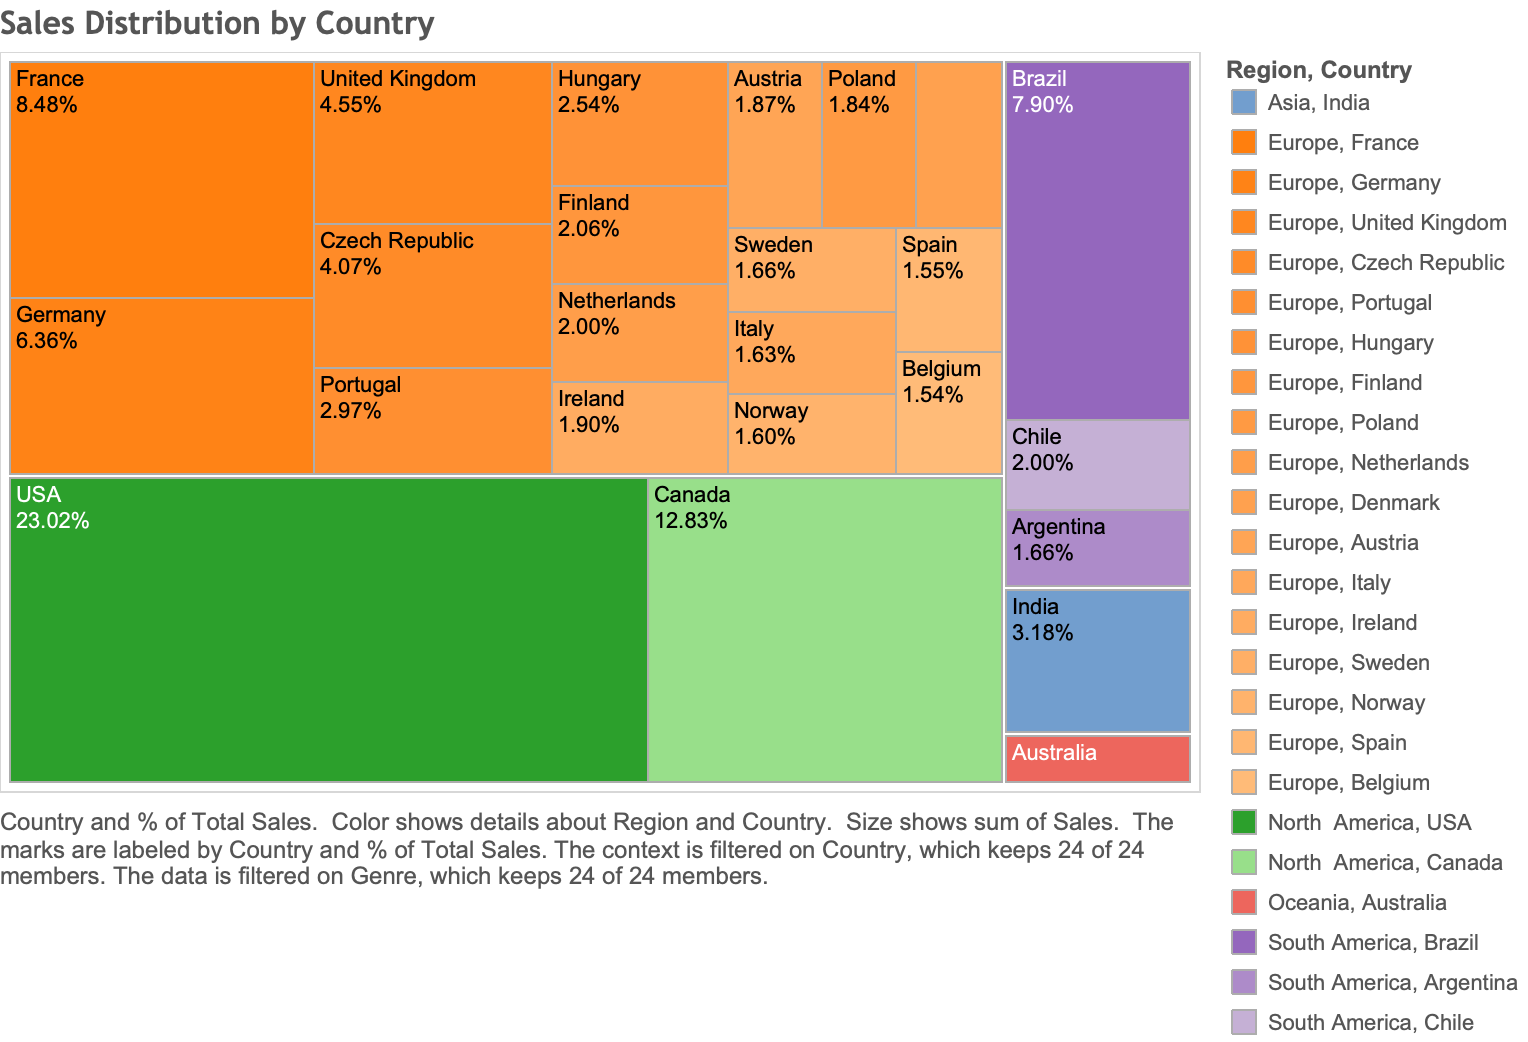 Sales Distribution by Country
France
8.48%
United Kingdom
4.55%
Hungary
2.54%
Austria
1.87%
Poland
1.84%
Brazil
7.90%
Finland
2.06%
Czech Republic
4.07%
Sweden
1.66%
Spain
1.55%
Netherlands
2.00%
Germany
6.36%
Italy
1.63%
Belgium
1.54%
Portugal
2.97%
Ireland
1.90%
Norway
1.60%
Chile
2.00%
USA
23.02%
Canada
12.83%
Argentina
1.66%
India
3.18%
Australia
Region, Country
Asia, India
Europe, France
Europe, Germany
Europe, United Kingdom
Europe, Czech Republic
Europe, Portugal
Europe, Hungary
Europe, Finland
Europe, Poland
Europe, Netherlands
Europe, Denmark
Europe, Austria
Europe, Italy
Europe, Ireland
Europe, Sweden
Europe, Norway
Europe, Spain
Europe, Belgium
North  America, USA
North  America, Canada
Oceania, Australia
South America, Brazil
South America, Argentina
South America, Chile
Country and % of Total Sales.  Color shows details about Region and Country.  Size shows sum of Sales.  The
marks are labeled by Country and % of Total Sales. The context is filtered on Country, which keeps 24 of 24
members. The data is filtered on Genre, which keeps 24 of 24 members.